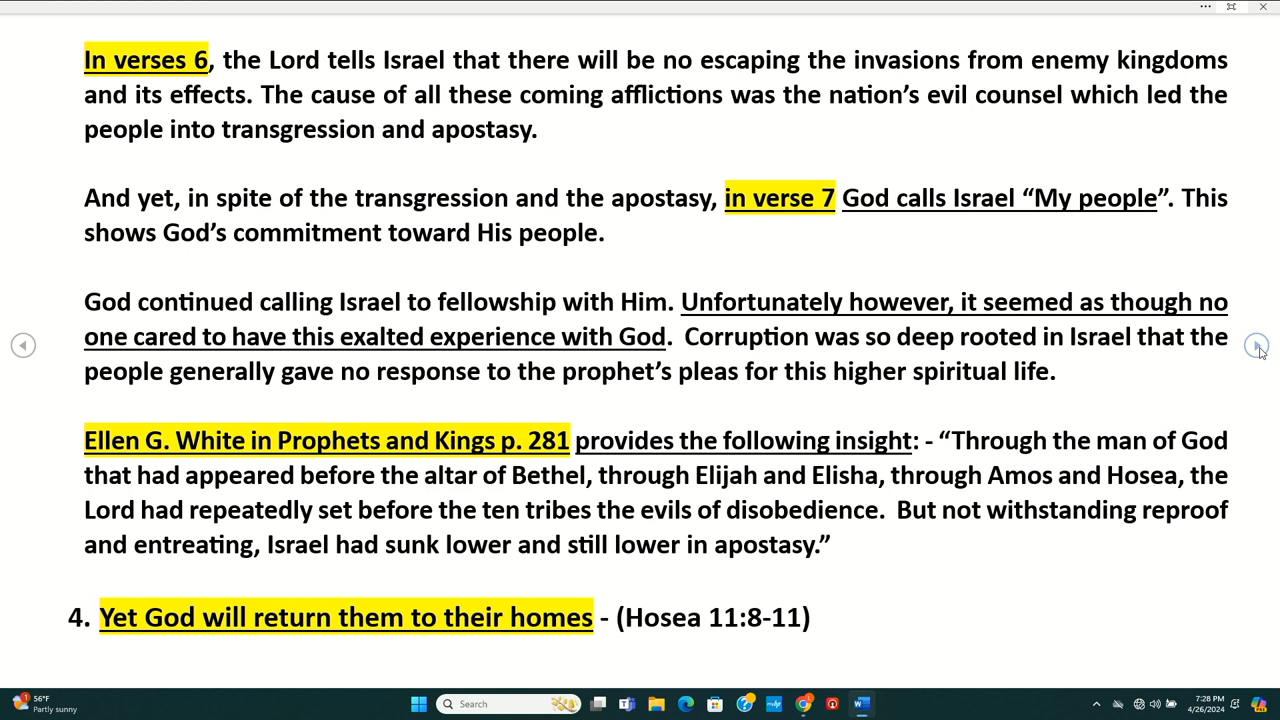 In verses 6, the Lord tells Israel that there will be no escaping the invasions from enemy kingdoms
and its effects. The cause of all these coming afflictions was the nation’s evil counsel which led the
people into transgression and apostasy.
And yet, in spite of the transgression and the apostasy, in verse 7 God calls Israel “My people”. This
shows God’s commitment toward His people.
God continued calling Israel to fellowship with Him. Unfortunately however, it seemed as though no
one cared to have this exalted experience with God.  Corruption was so deep rooted in Israel that the
people generally gave no response to the prophet’s pleas for this higher spiritual life.
Ellen G. White in Prophets and Kings p. 281 provides the following insight: - “Through the man of God
that had appeared before the altar of Bethel, through Elijah and Elisha, through Amos and Hosea, the
Lord had repeatedly set before the ten tribes the evils of disobedience.  But not withstanding reproof
and entreating, Israel had sunk lower and still lower in apostasy.”
4. Yet God will return them to their homes - (Hosea 11:8-11)
1
56°F
Partly sunny
Search
7:28 PM
4/26/2024